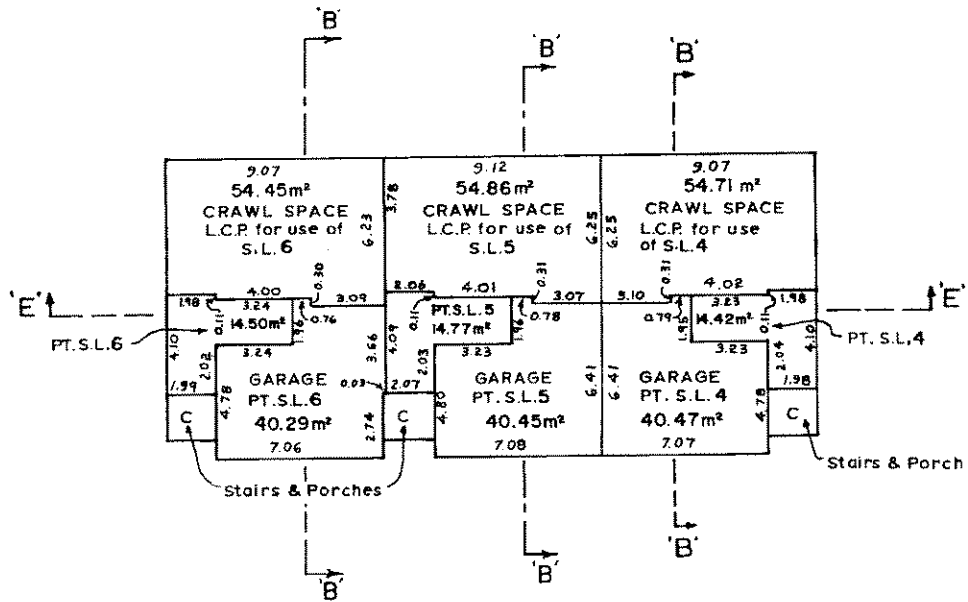 'B'
'B'
'B'
9.07
54.45m²
CRAWL SPACE
L.C.P. for use of
S.L.6
6.23
3.78
9.12
54.86m²
CRAWL SPACE
L.C.P. for use of
S.L.5
6.25
6.25
9.07
54.71m²
CRAWL SPACE
L.C.P. for use
of S.L.4
0.30
0.31
0.31
'E'
1.98
4.00
3.09
2.06
4.01
3.07
3.10
4.02
1.98
'E'
3.24
0.11
14.50m²
1.96
0.76
0.11
PT.S.L.5
14.77m²
1.96
0.78
0.79
1.95
3.23
14.42m²
0.11
PT.S.L.6
4.10
2.02
3.24
3.66
4.09
2.03
3.23
3.23
2.04
4.10
PT.S.L.4
1.99
GARAGE
PT.S.L.6
40.29m²
7.06
4.78
0.03
2.74
2.07
GARAGE
PT.S.L.5
40.45m²
7.08
4.80
6.41
6.41
GARAGE
PT.S.L.4
40.47m²
7.07
4.78
1.98
C
C
C
Stairs & Porches
Stairs & Porch
'B'
'B'
'B'